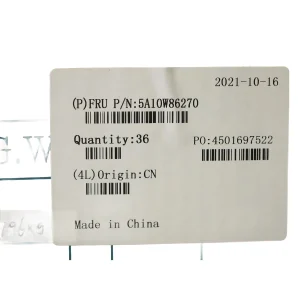 2021-10-16
(P)FRU P/N:5A10W86270
Quantity:36 PO:4501697522
(4L)Origin:CN
Made in China
G.W